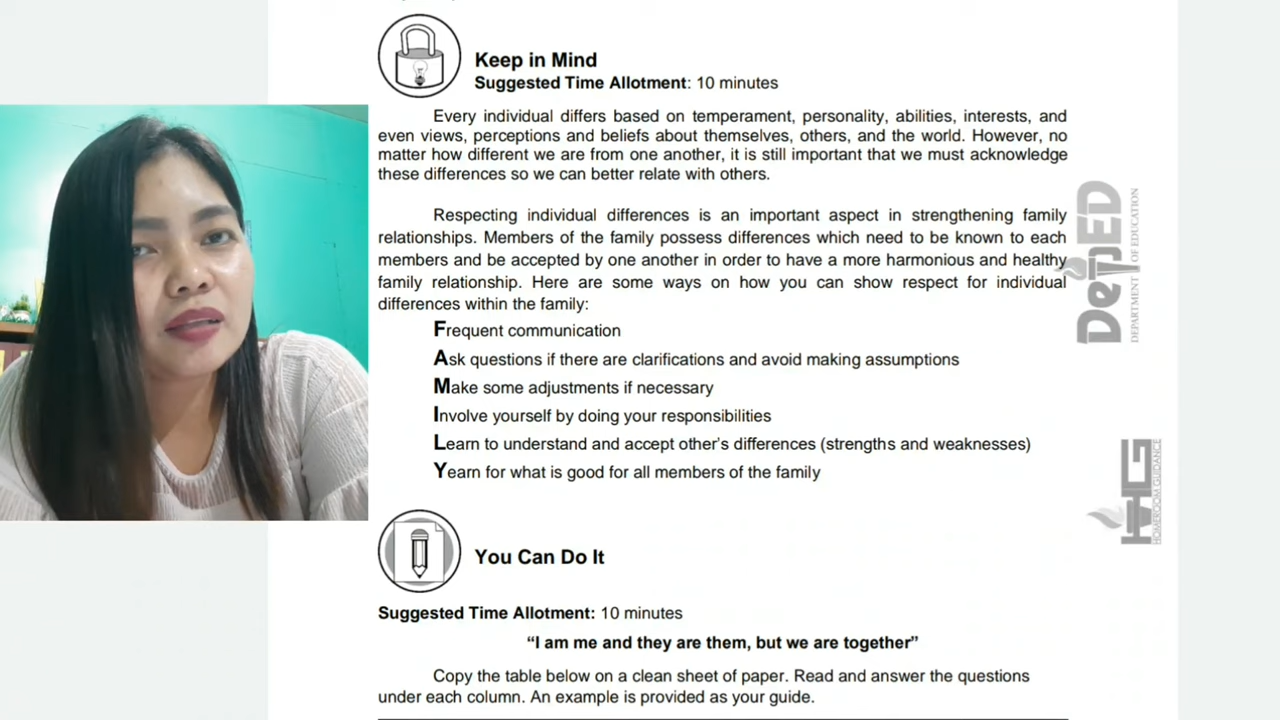 Keep in Mind
Suggested Time Allotment: 10 minutes
Every individual differs based on temperament, personality, abilities, interests, and
even views, perceptions and beliefs about themselves, others, and the world. However, no
matter how different we are from one another, it is still important that we must acknowledge
these differences so we can better relate with others.
Respecting individual differences is an important aspect in strengthening family
relationships. Members of the family possess differences which need to be known to each
members and be accepted by one another in order to have a more harmonious and healthy
family relationship. Here are some ways on how you can show respect for individual
differences within the family:
Frequent communication
Ask questions if there are clarifications and avoid making assumptions
Make some adjustments if necessary
Involve yourself by doing your responsibilities
Learn to understand and accept other's differences (strengths and weaknesses)
Yearn for what is good for all members of the family
You Can Do It
Suggested Time Allotment: 10 minutes
“I am me and they are them, but we are together”
Copy the table below on a clean sheet of paper. Read and answer the questions
under each column. An example is provided as your guide.
DepED
DEPARTMENT OF EDUCATION
HG
HOMEROOM GUIDANCE